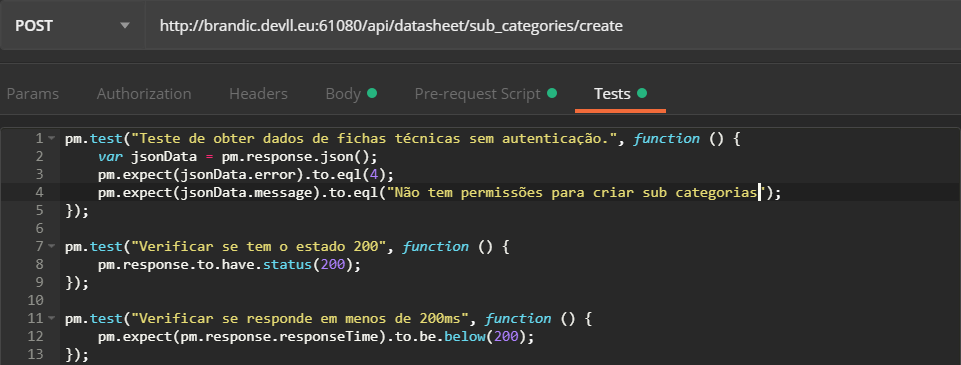 POST http://brandic.devll.eu:61080/api/datasheet/sub_categories/create
Params Authorization Headers Body Pre-request Script Tests
1 pm.test("Teste de obter dados de fichas técnicas sem autenticação.", function () {
2 var jsonData = pm.response.json();
3 pm.expect(jsonData.error).to.eql(4);
4 pm.expect(jsonData.message).to.eql("Não tem permissões para criar sub categorias");
5 });
6
7 pm.test("Verificar se tem o estado 200", function () {
8 pm.response.to.have.status(200);
9 });
10
11 pm.test("Verificar se responde em menos de 200ms", function () {
12 pm.expect(pm.response.responseTime).to.be.below(200);
13 });